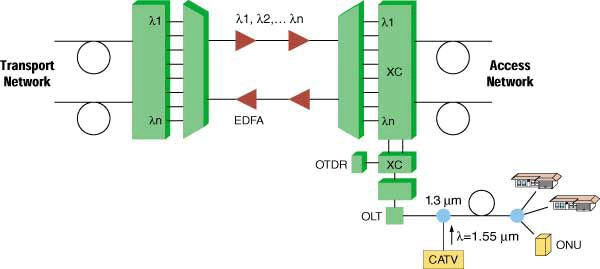 λ1, λ2,... λn
λ1
λ1
Transport
Network
XC
Access
Network
λn
EDFA
λn
OTDR
XC
1.3 µm
OLT
λ=1.55 µm
ONU
CATV